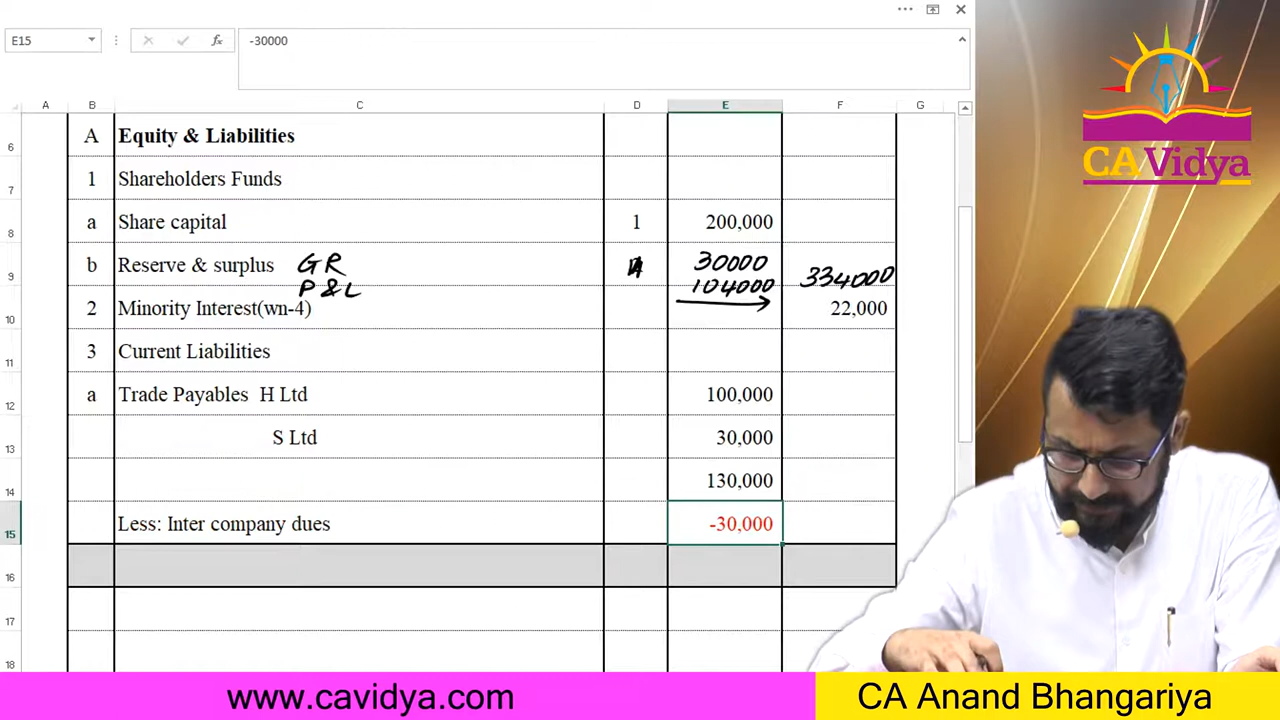 E15
fx
-30000
A B C D E F G
6 A Equity & Liabilities
7 1 Shareholders Funds
8 a Share capital 1 200,000
9 b Reserve & surplus GR 30000
P & L 104000 334000
10 2 Minority Interest(wn-4) 22,000
11 3 Current Liabilities
12 a Trade Payables H Ltd 100,000
13 S Ltd 30,000
14 130,000
15 Less: Inter company dues -30,000
16
17
18
CA Vidya
www.cavidya.com
CA Anand Bhangariya